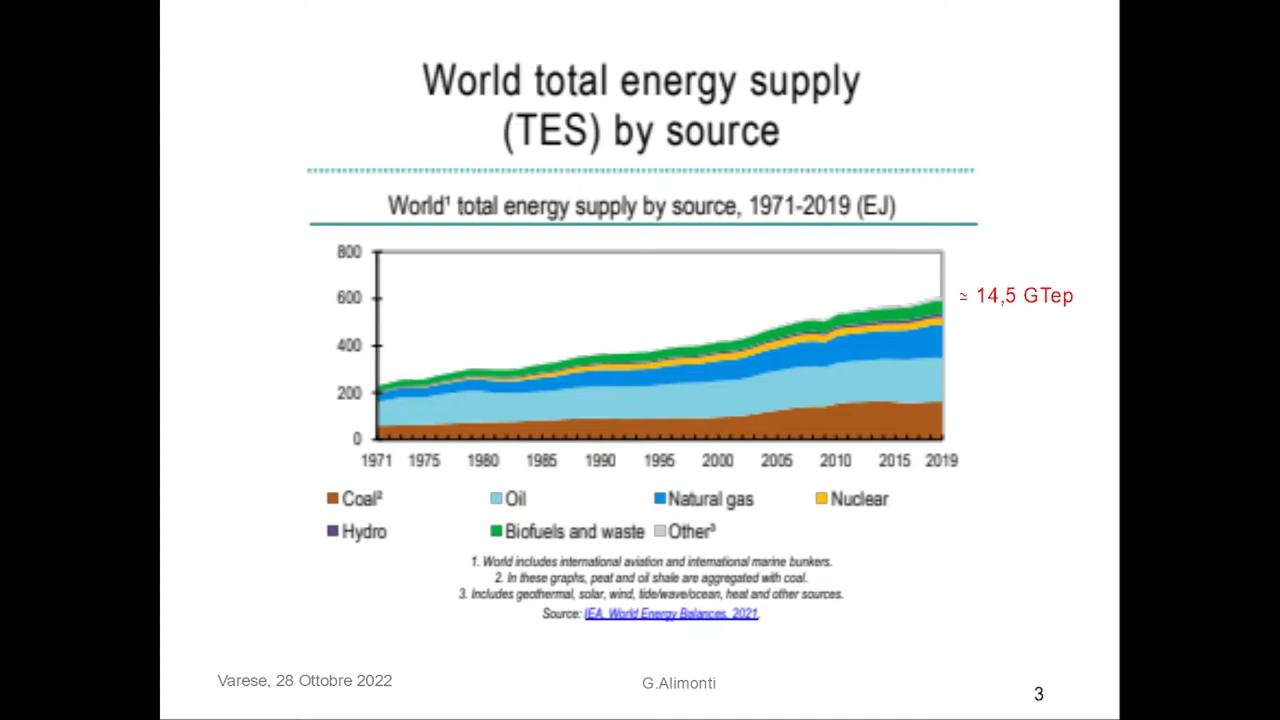 World total energy supply
(TES) by source
World¹ total energy supply by source, 1971-2019 (EJ)
800
600
≃ 14,5 GTep
400
200
0
1971 1975 1980 1985 1990 1995 2000 2005 2010 2015 2019
Coal² Oil Natural gas Nuclear
Hydro Biofuels and waste Other³
1. World includes international aviation and international marine bunkers.
2. In these graphs, peat and oil shale are aggregated with coal.
3. Includes geothermal, solar, wind, tide/wave/ocean, heat and other sources.
Source: IEA, World Energy Balances, 2021.
Varese, 28 Ottobre 2022
G.Alimonti
3